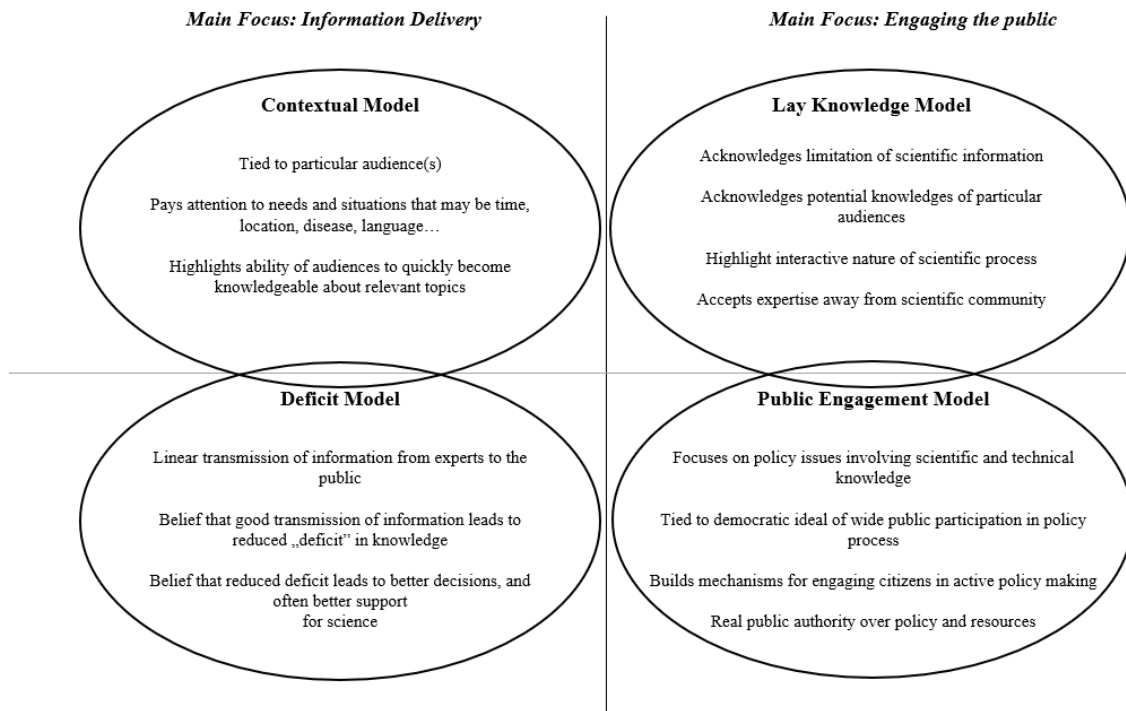 Main Focus: Information Delivery
Main Focus: Engaging the public
Contextual Model
Tied to particular audience(s)
Pays attention to needs and situations that may be time,
location, disease, language…
Highlights ability of audiences to quickly become
knowledgeable about relevant topics
Lay Knowledge Model
Acknowledges limitation of scientific information
Acknowledges potential knowledges of particular
audiences
Highlight interactive nature of scientific process
Accepts expertise away from scientific community
Deficit Model
Linear transmission of information from experts to the
public
Belief that good transmission of information leads to
reduced „deficit” in knowledge
Belief that reduced deficit leads to better decisions, and
often better support
for science
Public Engagement Model
Focuses on policy issues involving scientific and technical
knowledge
Tied to democratic ideal of wide public participation in policy
process
Builds mechanisms for engaging citizens in active policy making
Real public authority over policy and resources